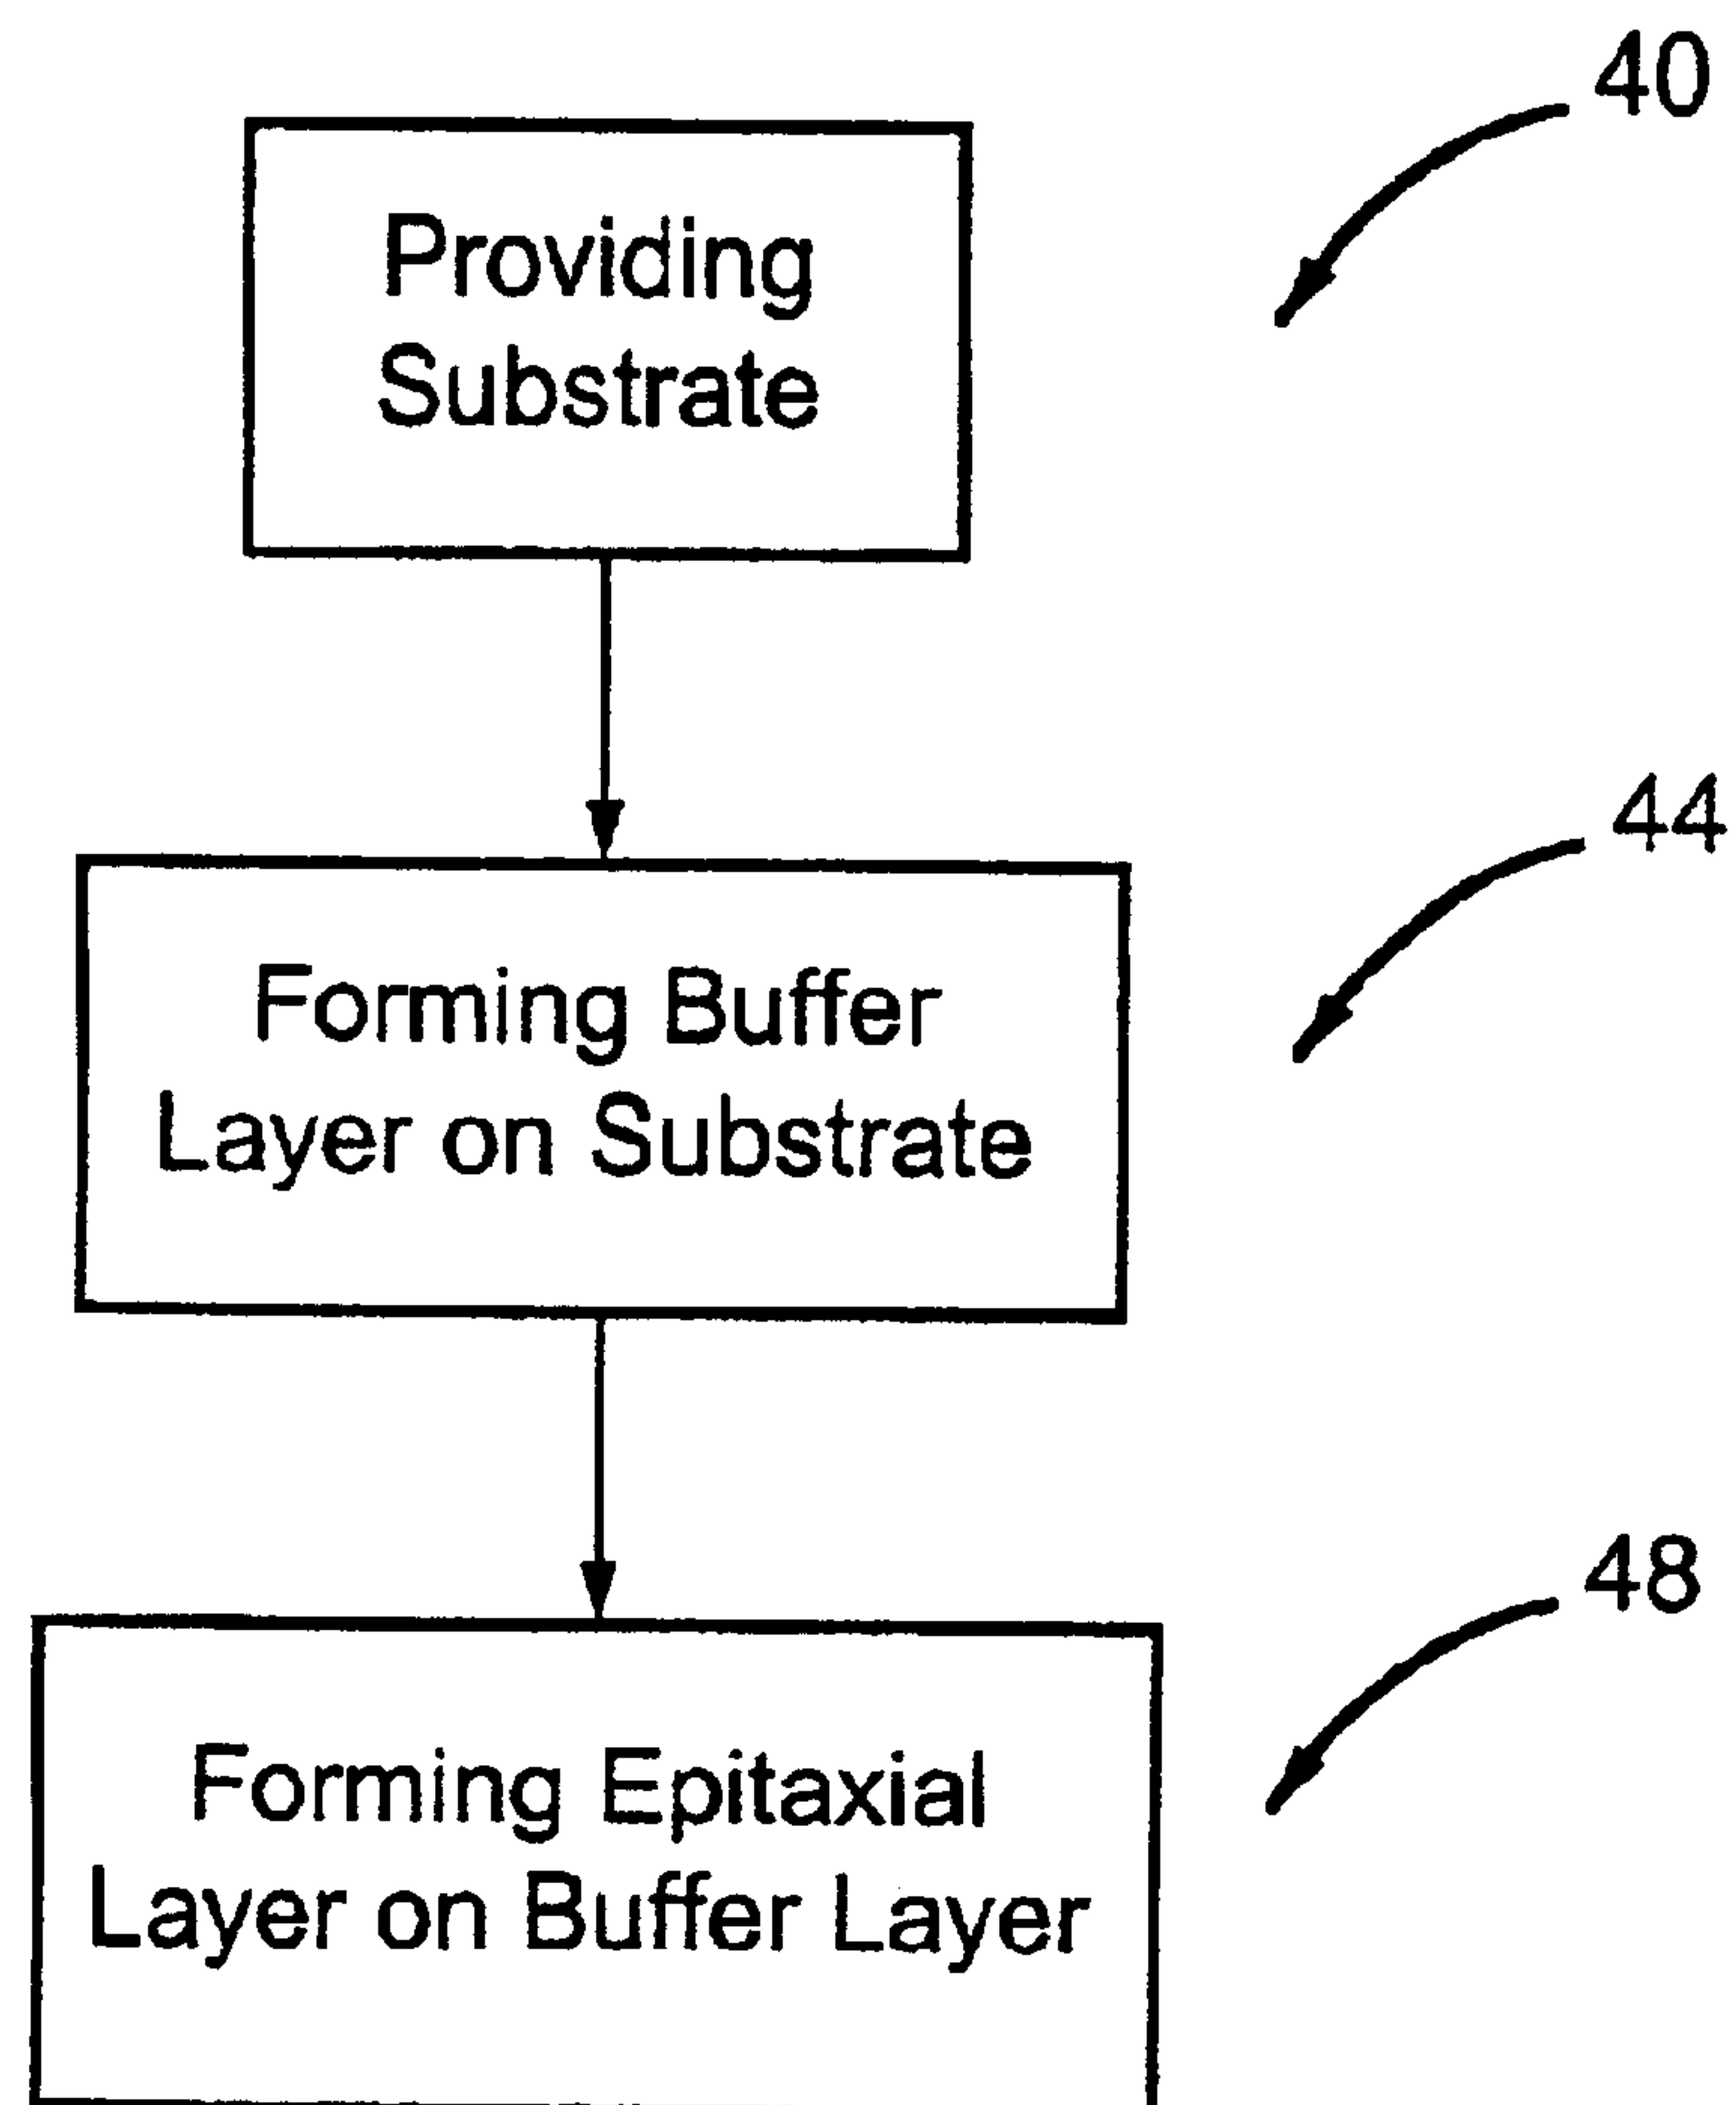 40
Providing
Substrate
44
Forming Buffer
Layer on Substrate
48
Forming Epitaxial
Layer on Buffer Layer